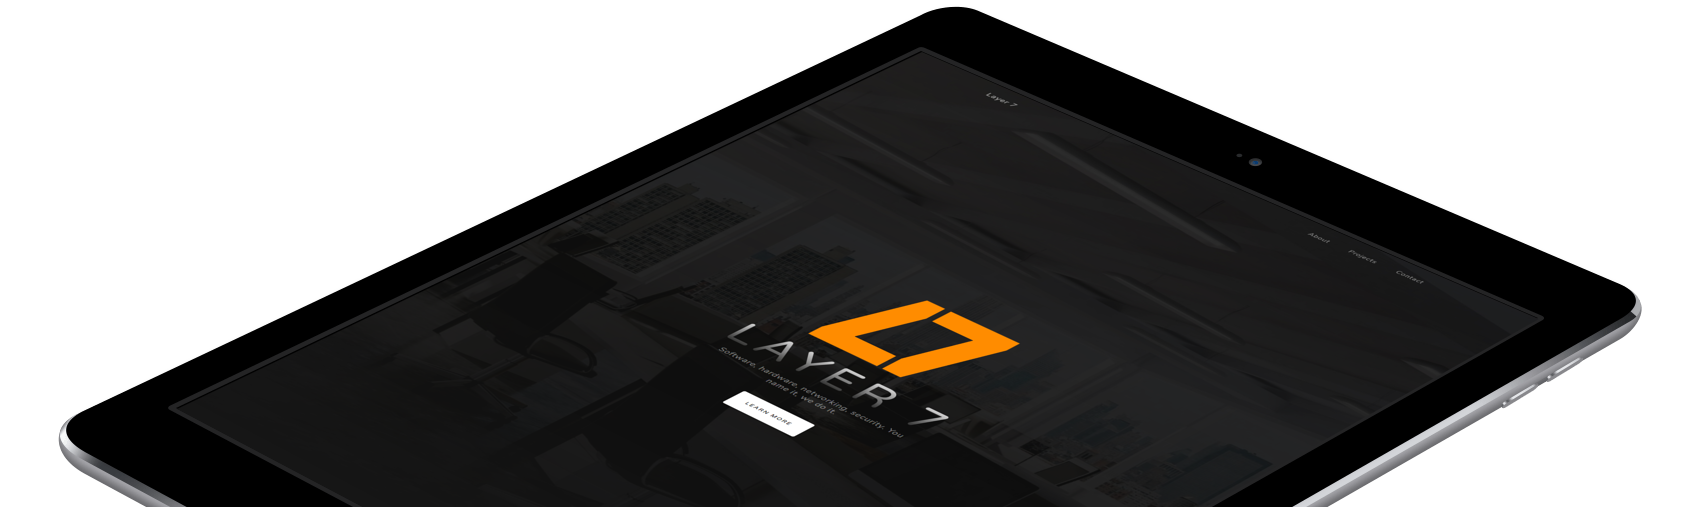 Layer 7
About
Projects
Contact
LAYER 7
Software, hardware, networking, security. You
name it, we do it.
LEARN MORE